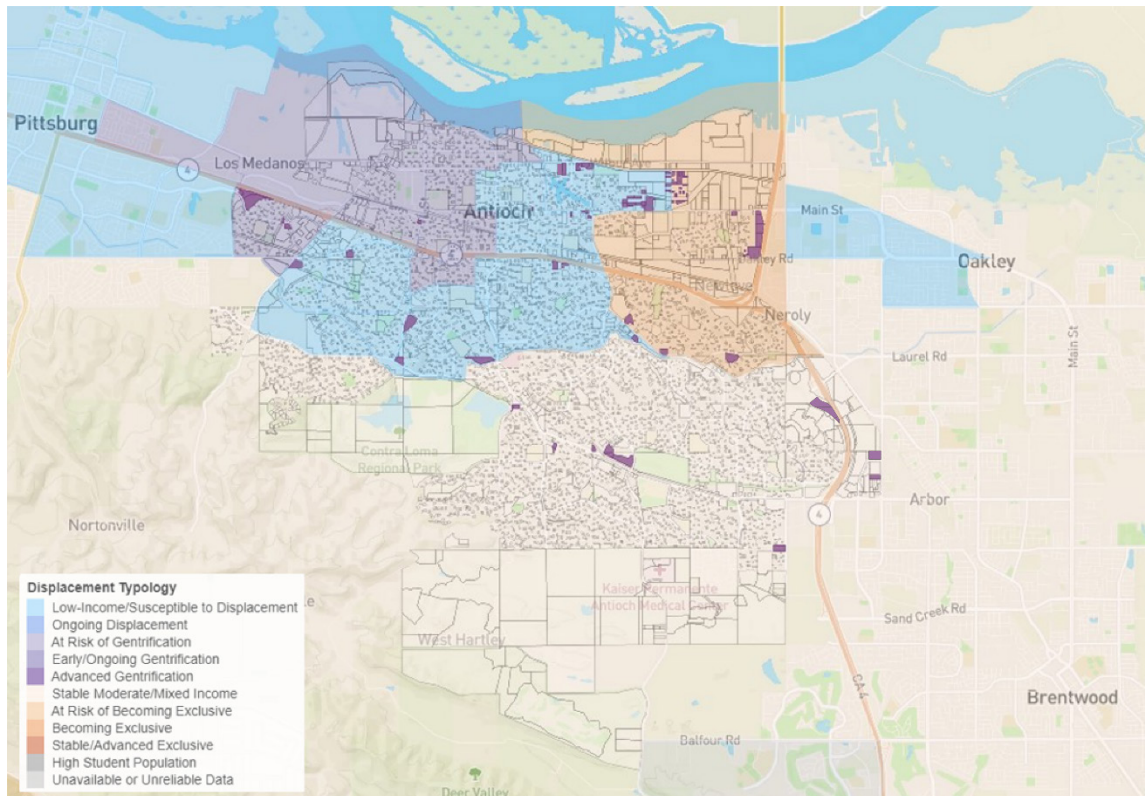 Pittsburg
Los Medanos
4
Antioch
Main St
Oakley
Neroly
Laurel Rd
Main St
Contra Loma
Regional Park
Arbor
Nortonville
4
Kaiser Permanente
Antioch Medical Center
Sand Creek Rd
West Hartley
CA 4
Brentwood
Balfour Rd
Deer Valley
Displacement Typology
Low-Income/Susceptible to Displacement
Ongoing Displacement
At Risk of Gentrification
Early/Ongoing Gentrification
Advanced Gentrification
Stable Moderate/Mixed Income
At Risk of Becoming Exclusive
Becoming Exclusive
Stable/Advanced Exclusive
High Student Population
Unavailable or Unreliable Data